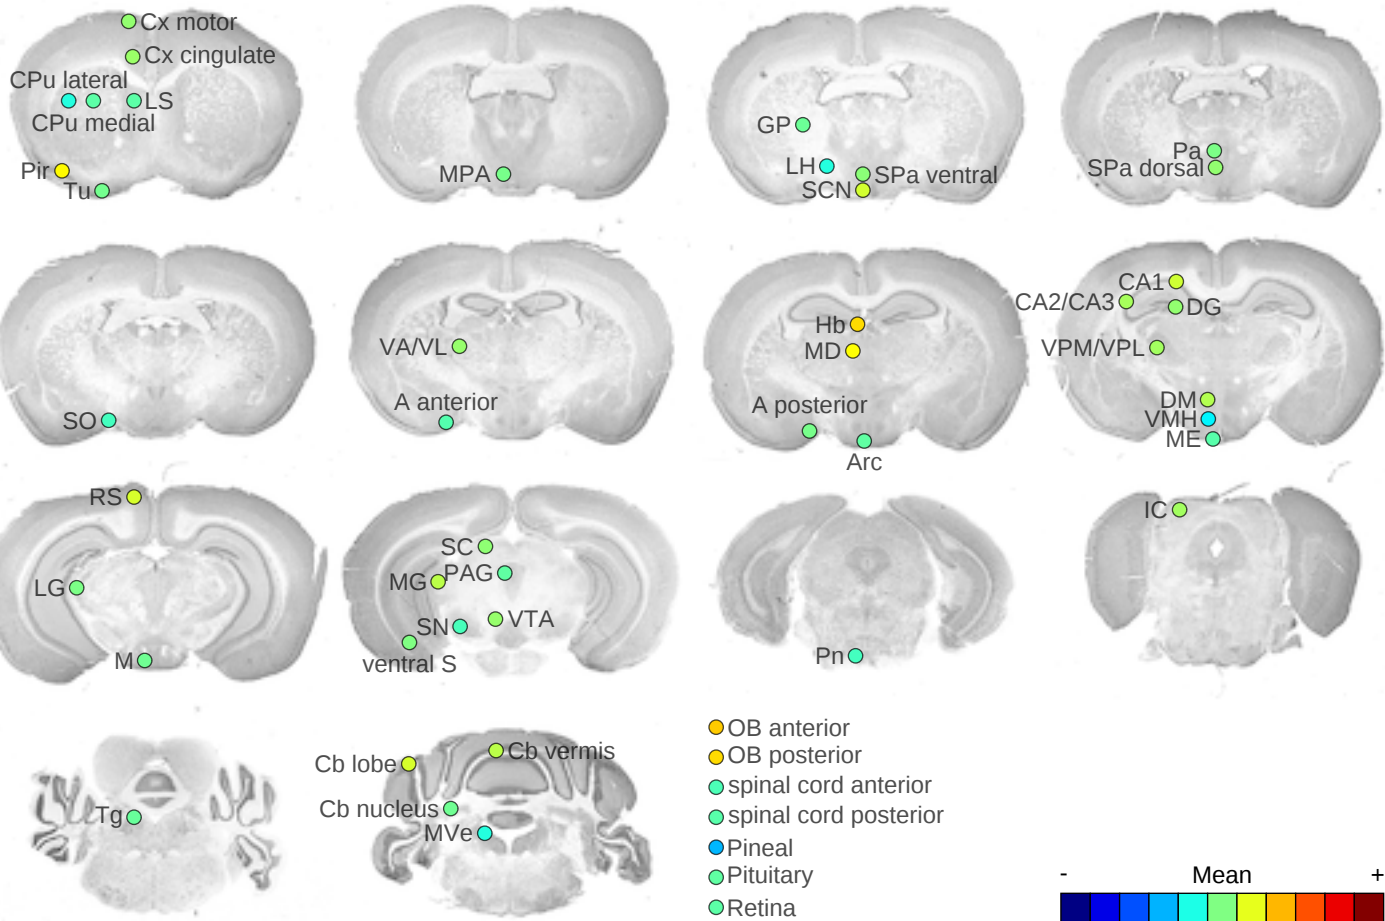 Cx motor
Cx cingulate
CPu lateral
LS
CPu medial
Pir
Tu
MPA
GP
LH
SPa ventral
SCN
Pa
SPa dorsal
SO
VA/VL
A anterior
Hb
MD
A posterior
Arc
CA1
CA2/CA3
DG
VPM/VPL
DM
VMH
ME
RS
LG
M
SC
PAG
MG
VTA
SN
ventral S
Pn
IC
Tg
Cb lobe
Cb vermis
Cb nucleus
MVe
OB anterior
OB posterior
spinal cord anterior
spinal cord posterior
Pineal
Pituitary
Retina
- Mean +